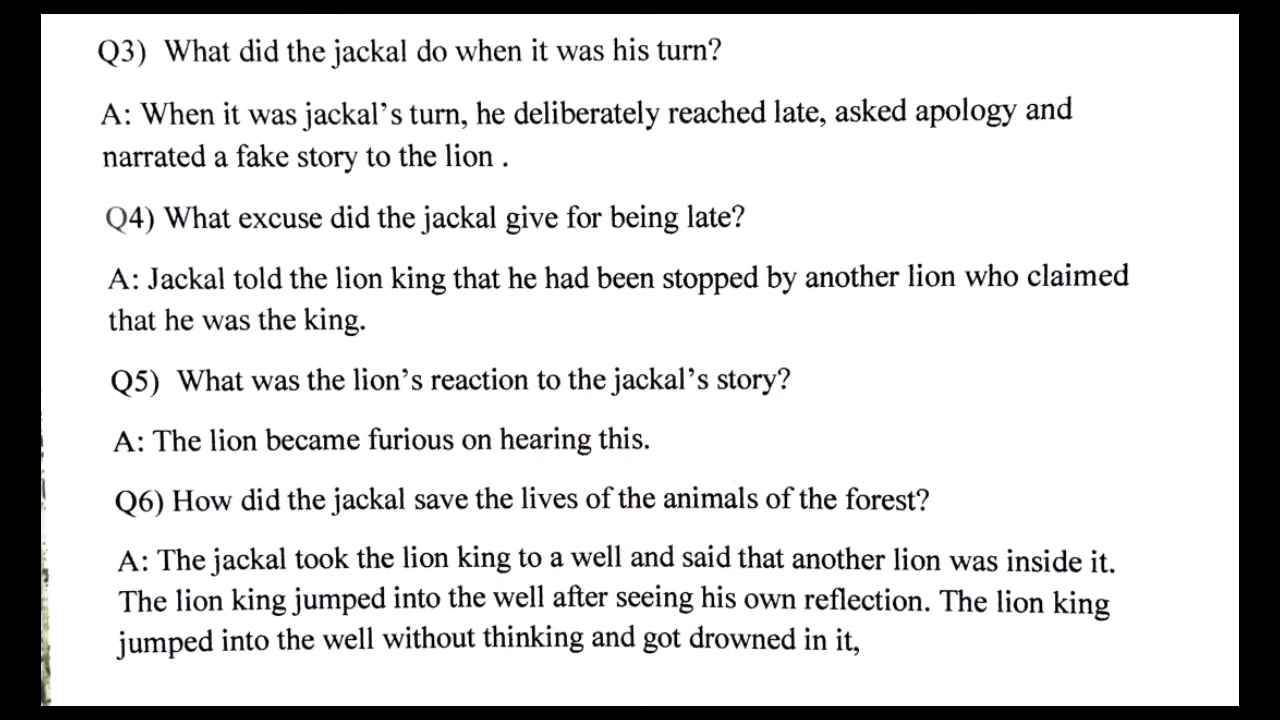 Q3) What did the jackal do when it was his turn?
A: When it was jackal's turn, he deliberately reached late, asked apology and
narrated a fake story to the lion .
Q4) What excuse did the jackal give for being late?
A: Jackal told the lion king that he had been stopped by another lion who claimed
that he was the king.
Q5) What was the lion's reaction to the jackal's story?
A: The lion became furious on hearing this.
Q6) How did the jackal save the lives of the animals of the forest?
A: The jackal took the lion king to a well and said that another lion was inside it.
The lion king jumped into the well after seeing his own reflection. The lion king
jumped into the well without thinking and got drowned in it,